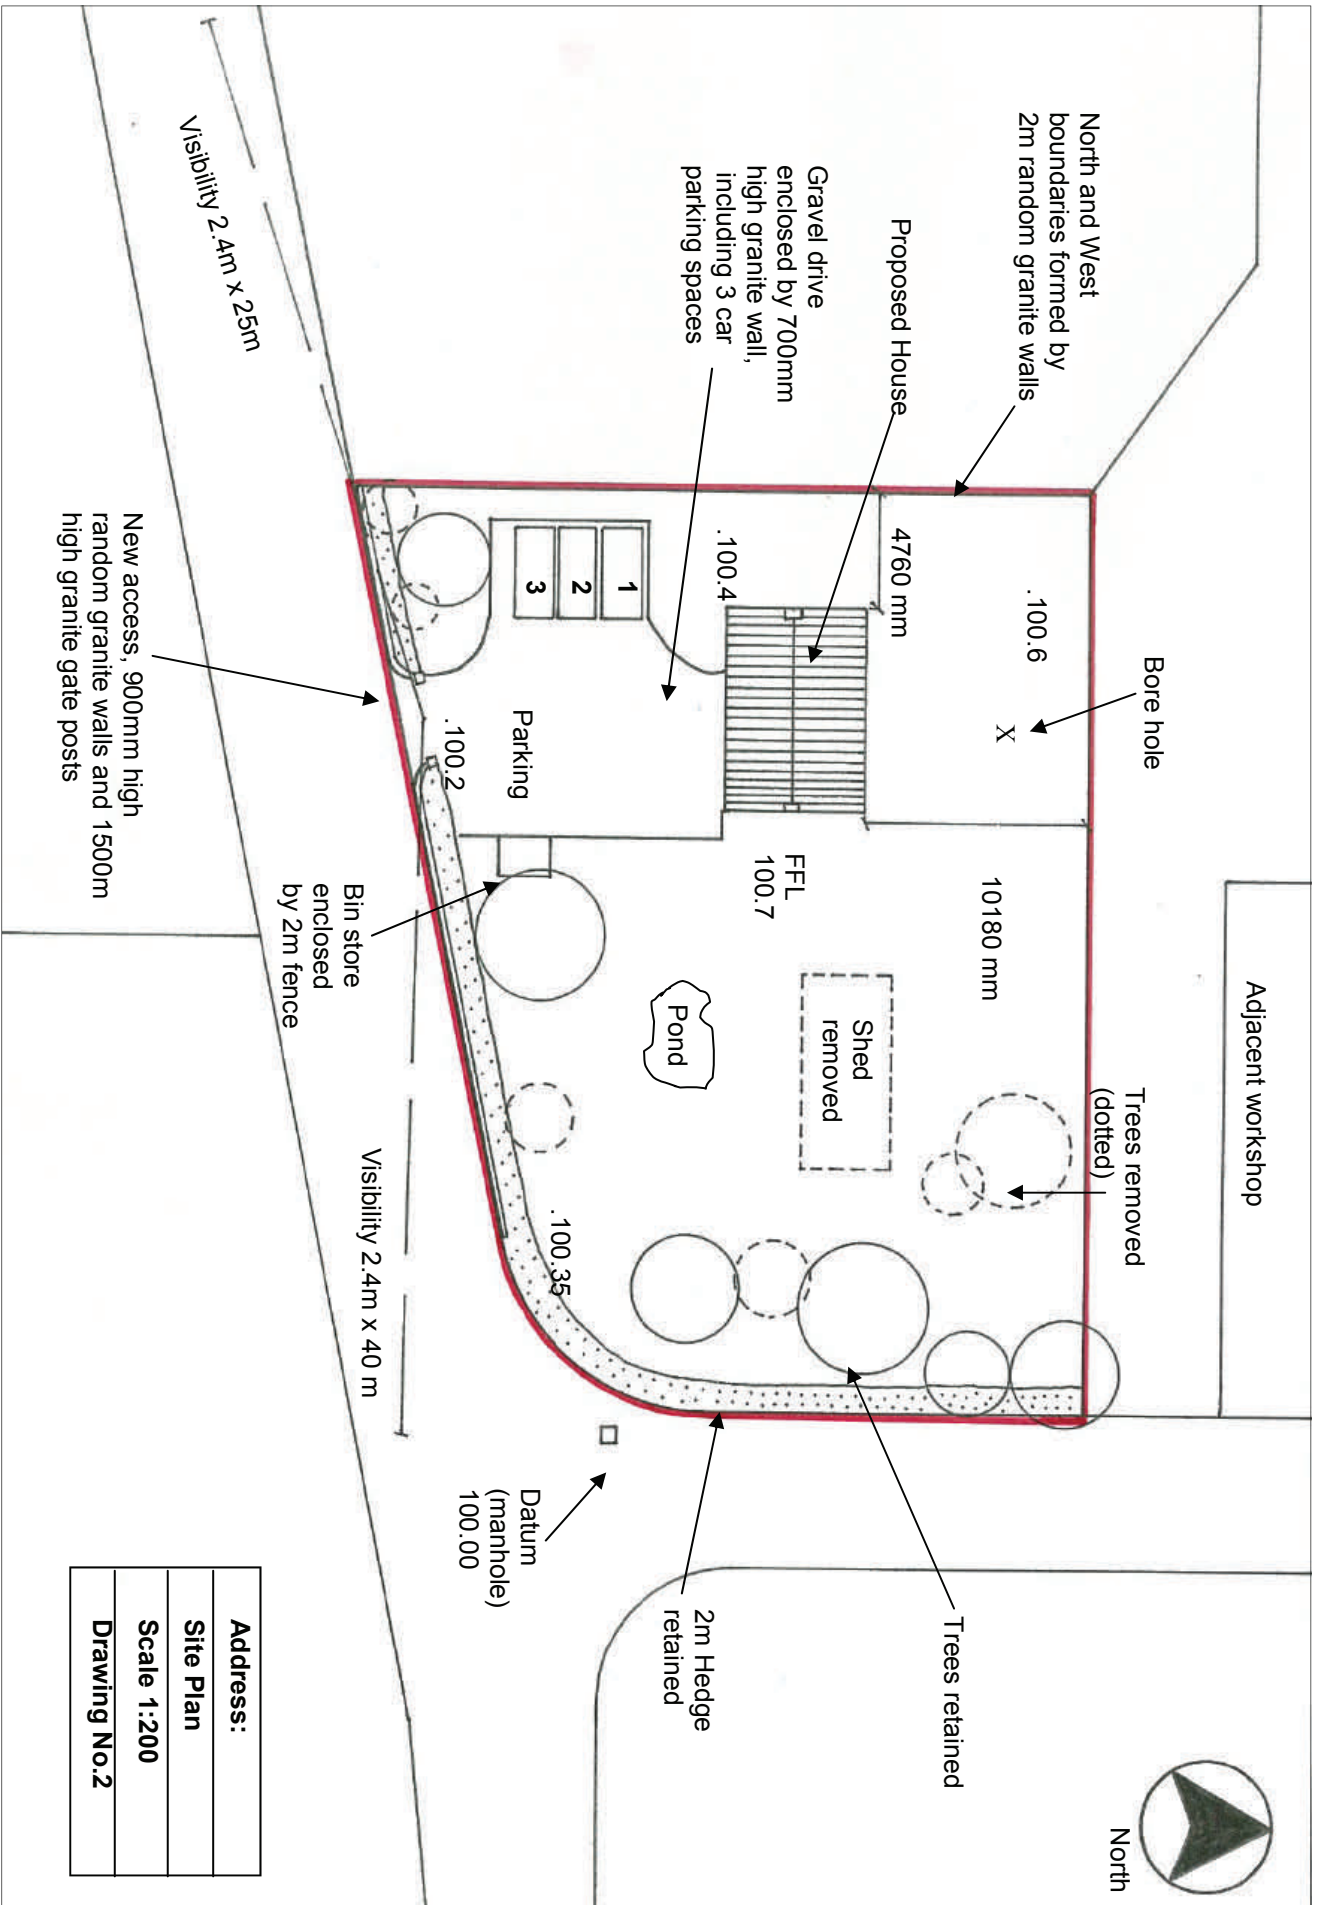 North and West
boundaries formed by
2m random granite walls
Bore hole
Adjacent workshop
Trees removed
(dotted)
North
.100.6
X
10180 mm
4760 mm
Proposed House
Shed
removed
Trees retained
Gravel drive
enclosed by 700mm
high granite wall,
including 3 car
parking spaces
.100.4
FFL
100.7
Pond
2m Hedge
retained
1
2
3
Parking
.100.2
.100.35
Datum
(manhole)
100.00
Bin store
enclosed
by 2m fence
Visibility 2.4m x 40 m
Visibility 2.4m x 25m
New access, 900mm high
random granite walls and 1500m
high granite gate posts
Address:
Site Plan
Scale 1:200
Drawing No.2